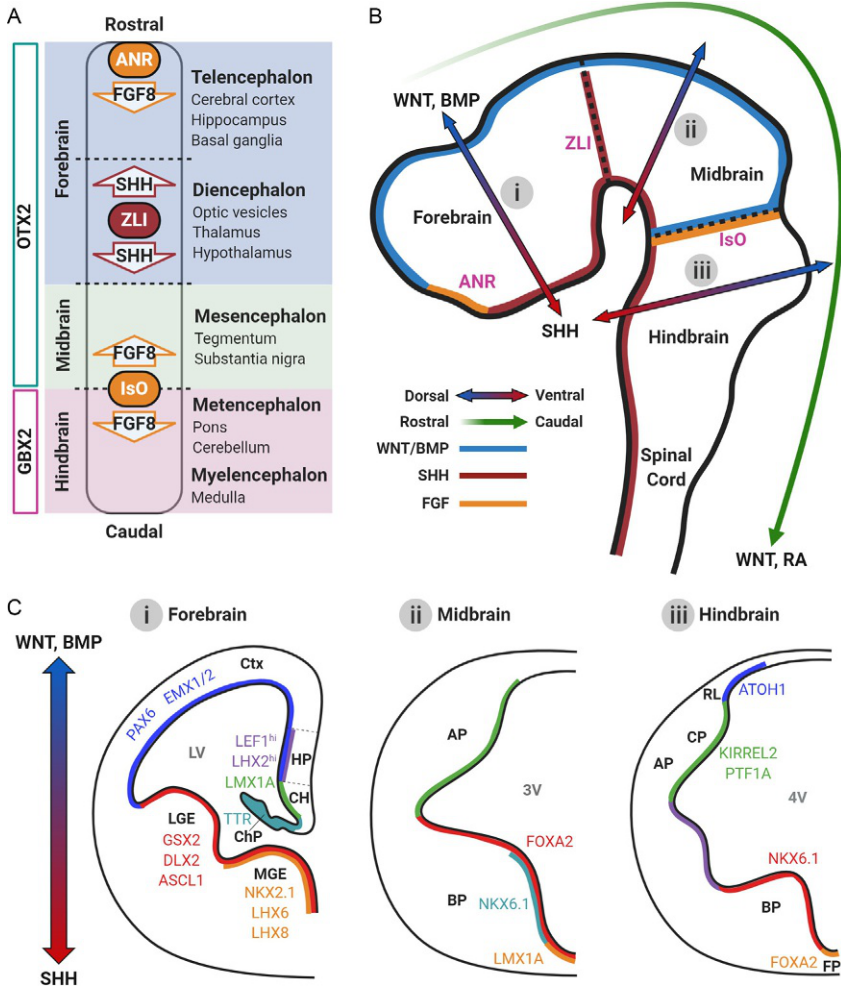 A
Rostral
ANR
FGF8
Telencephalon
Cerebral cortex
Hippocampus
Basal ganglia
Forebrain
SHH
ZLI
SHH
Diencephalon
Optic vesicles
Thalamus
Hypothalamus
OTX2
Midbrain
Mesencephalon
Tegmentum
Substantia nigra
FGF8
IsO
FGF8
GBX2
Hindbrain
Metencephalon
Pons
Cerebellum
Myelencephalon
Medulla
Caudal
B
WNT, BMP
ZLI
ii
Midbrain
i
Forebrain
IsO
iii
ANR
SHH
Hindbrain
Dorsal
Ventral
Rostral
Caudal
WNT/BMP
SHH
FGF
Spinal
Cord
WNT, RA
C
WNT, BMP
SHH
i Forebrain
Ctx
PAX6
EMX1/2
LV
LEF1hi
LHX2hi
HP
LMX1A
CH
TTR
ChP
LGE
GSX2
DLX2
ASCL1
MGE
NKX2.1
LHX6
LHX8
ii Midbrain
AP
3V
FOXA2
BP
NKX6.1
LMX1A
iii Hindbrain
RL
ATOH1
CP
KIRREL2
PTF1A
AP
4V
NKX6.1
BP
FOXA2
FP